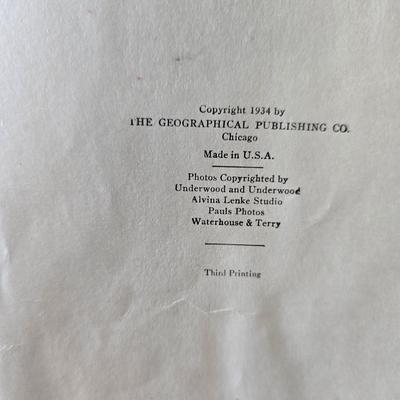 Copyright 1934 by
THE GEOGRAPHICAL PUBLISHING CO.
Chicago
Made in U.S.A.
Photos Copyrighted by
Underwood and Underwood
Alvina Lenke Studio
Pauls Photos
Waterhouse & Terry
Third Printing